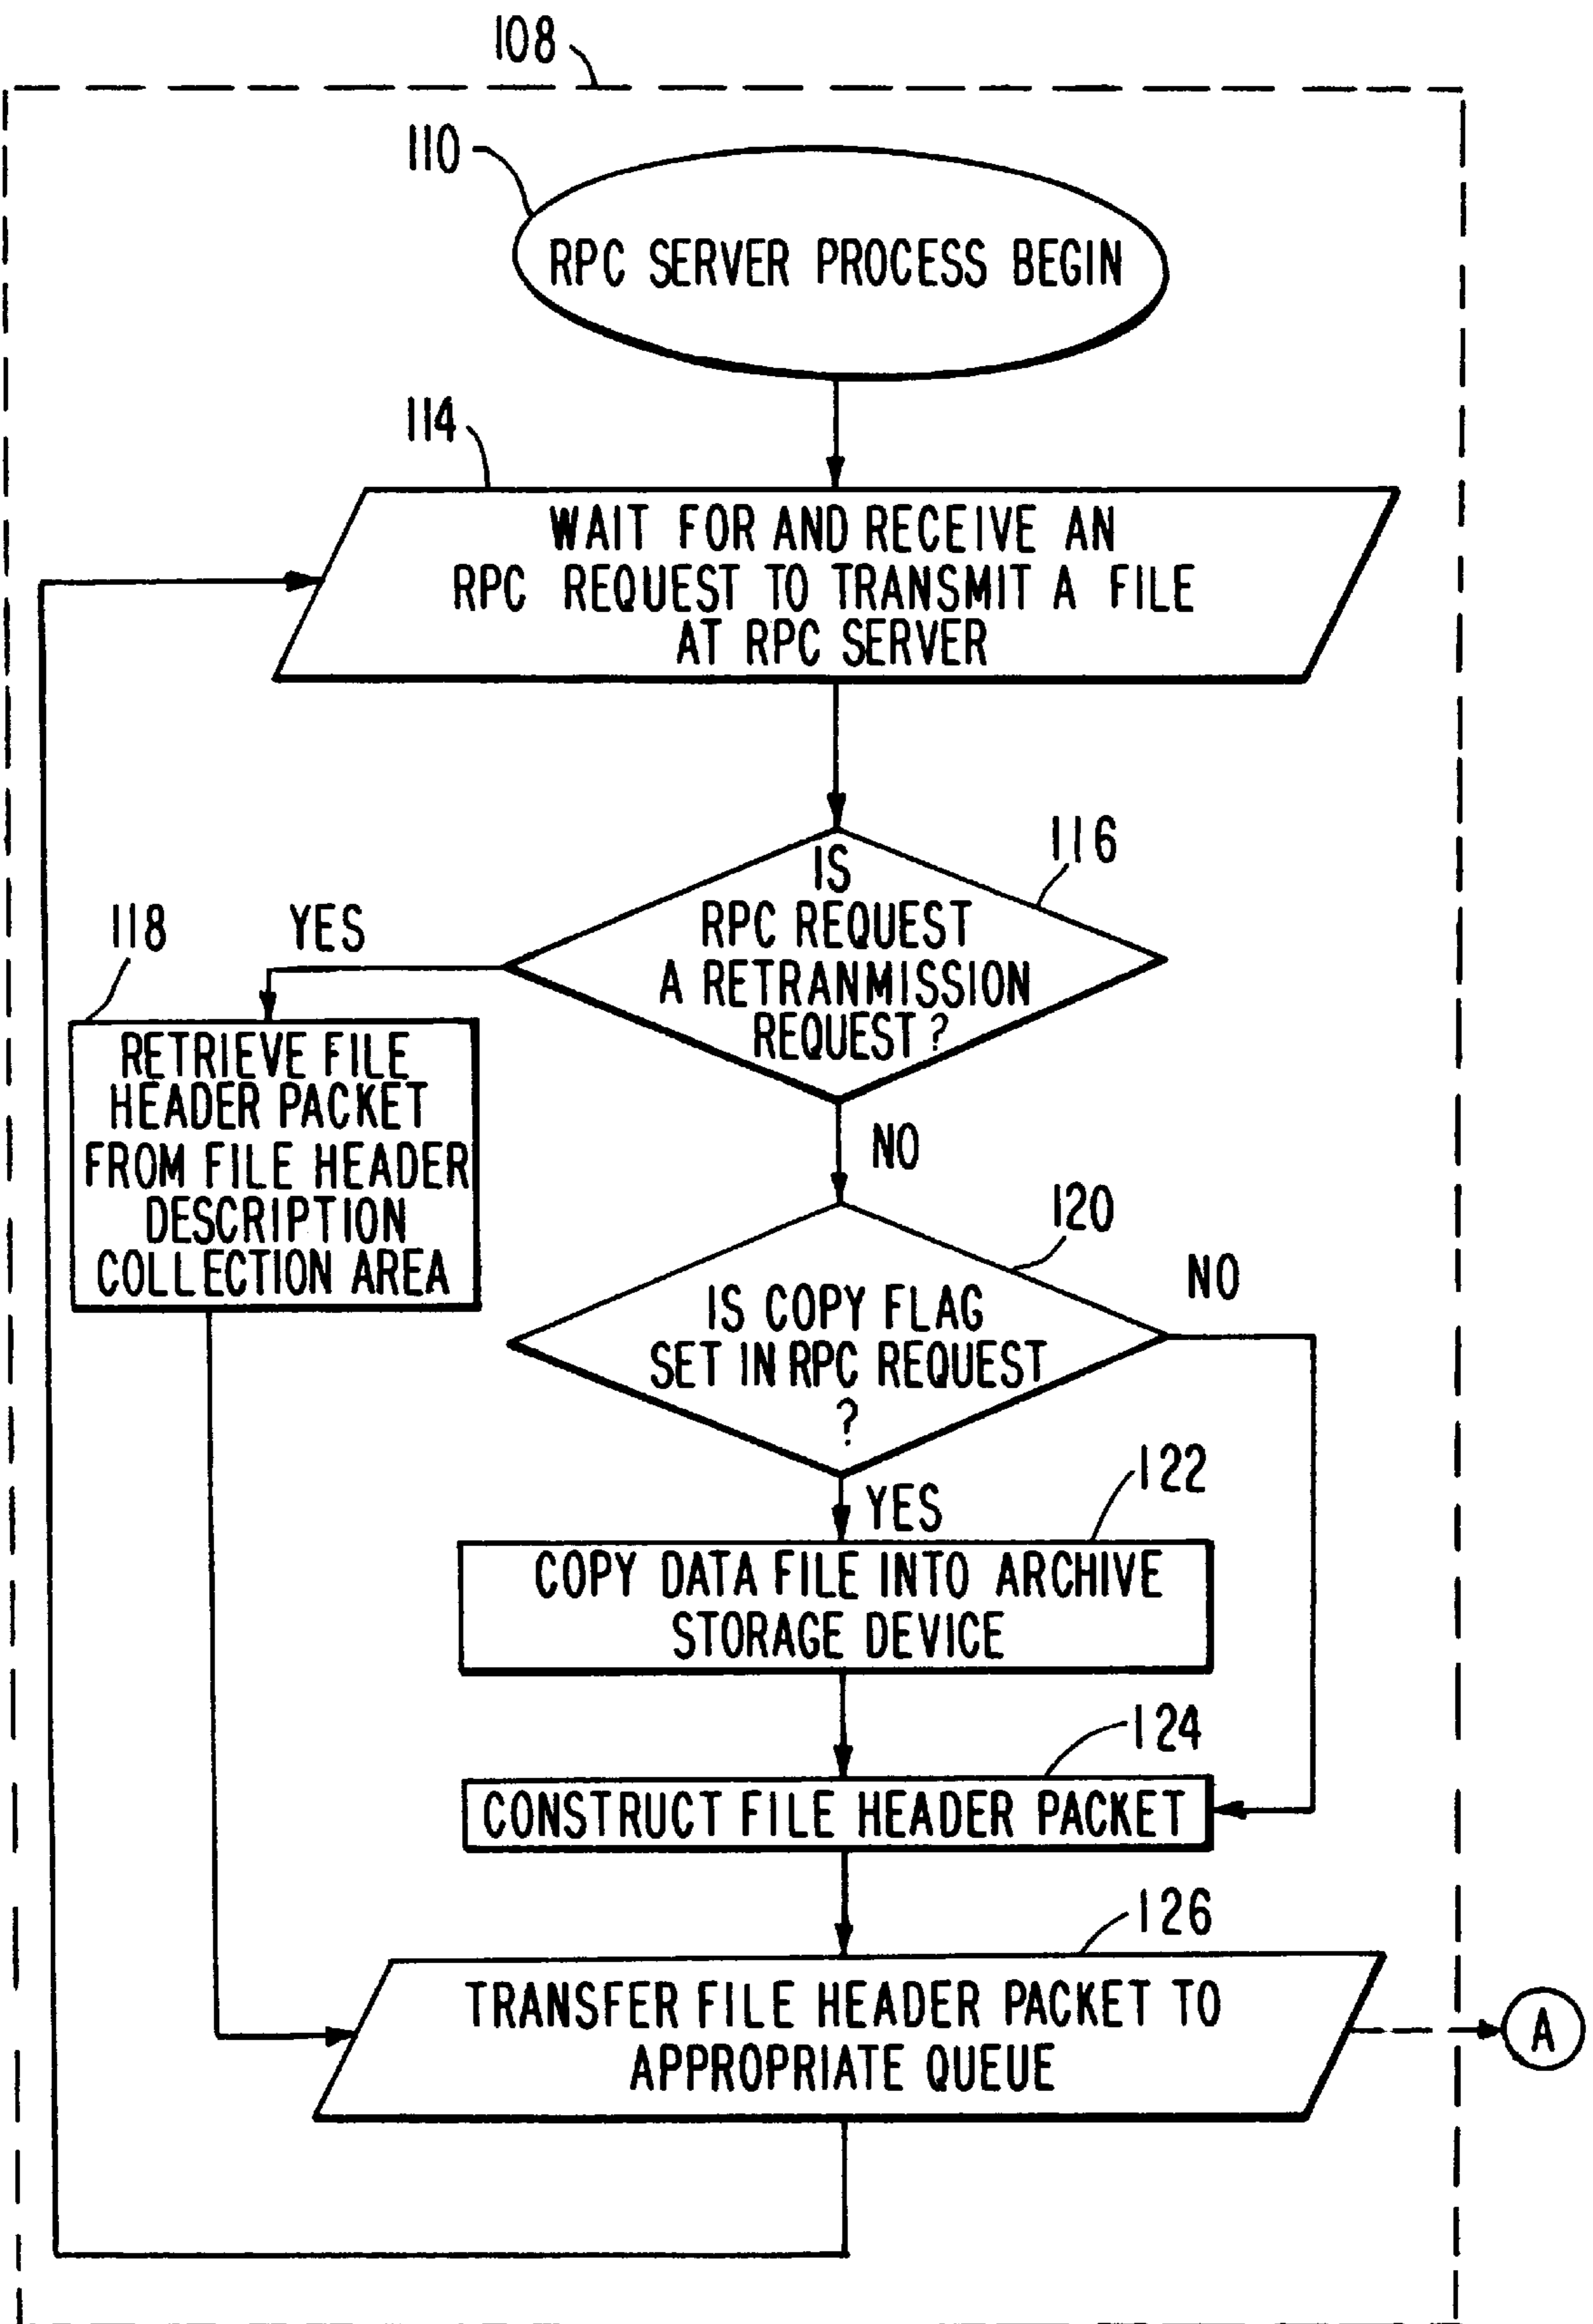 108
110
RPC SERVER PROCESS BEGIN
114
WAIT FOR AND RECEIVE AN
RPC REQUEST TO TRANSMIT A FILE
AT RPC SERVER
116
IS
RPC REQUEST
A RETRANMISSION
REQUEST?
YES
118
RETRIEVE FILE
HEADER PACKET
FROM FILE HEADER
DESCRIPTION
COLLECTION AREA
NO
120
IS COPY FLAG
SET IN RPC REQUEST
?
NO
YES
122
COPY DATA FILE INTO ARCHIVE
STORAGE DEVICE
124
CONSTRUCT FILE HEADER PACKET
126
TRANSFER FILE HEADER PACKET TO
APPROPRIATE QUEUE
A